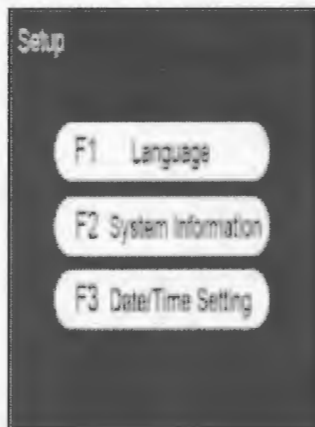 Setup
F1 Language
F2 System Information
F3 Date/Time Setting